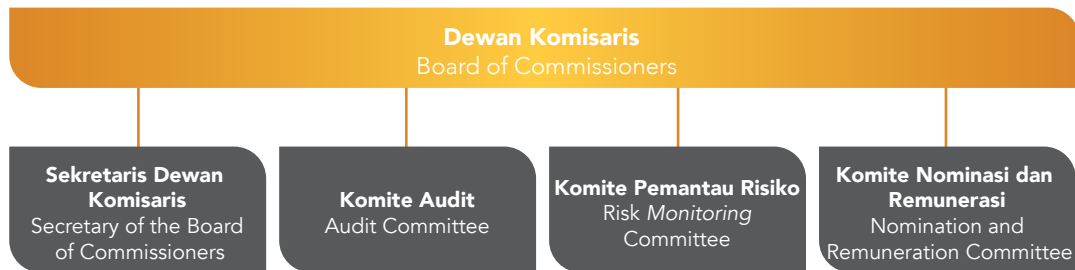 Dewan Komisaris
Board of Commissioners
Sekretaris Dewan
Komisaris
Secretary of the Board
of Commissioners
Komite Audit
Audit Committee
Komite Pemantau Risiko
Risk Monitoring
Committee
Komite Nominasi dan
Remunerasi
Nomination and
Remuneration Committee